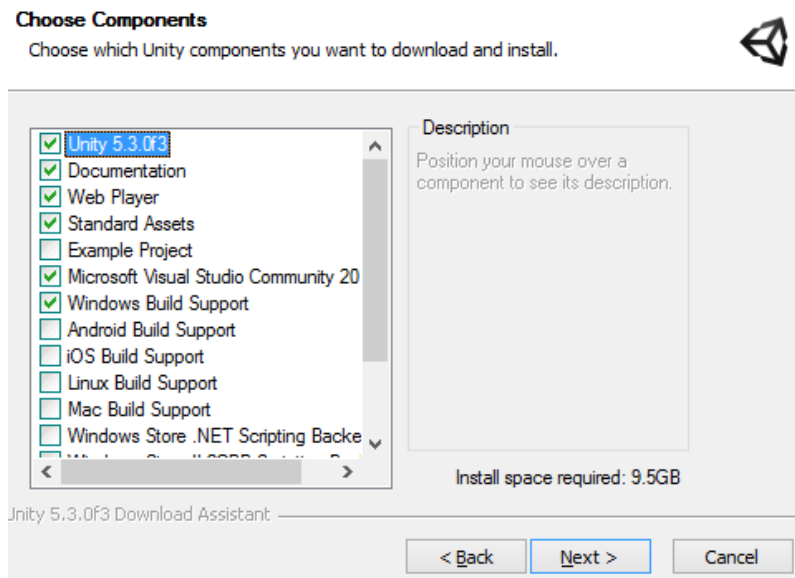 Choose Components
Choose which Unity components you want to download and install.
Unity 5.3.0f3
Documentation
Web Player
Standard Assets
Example Project
Microsoft Visual Studio Community 20
Windows Build Support
Android Build Support
iOS Build Support
Linux Build Support
Mac Build Support
Windows Store .NET Scripting Backe
Description
Position your mouse over a
component to see its description.
Install space required: 9.5GB
Unity 5.3.0f3 Download Assistant
< Back
Next >
Cancel